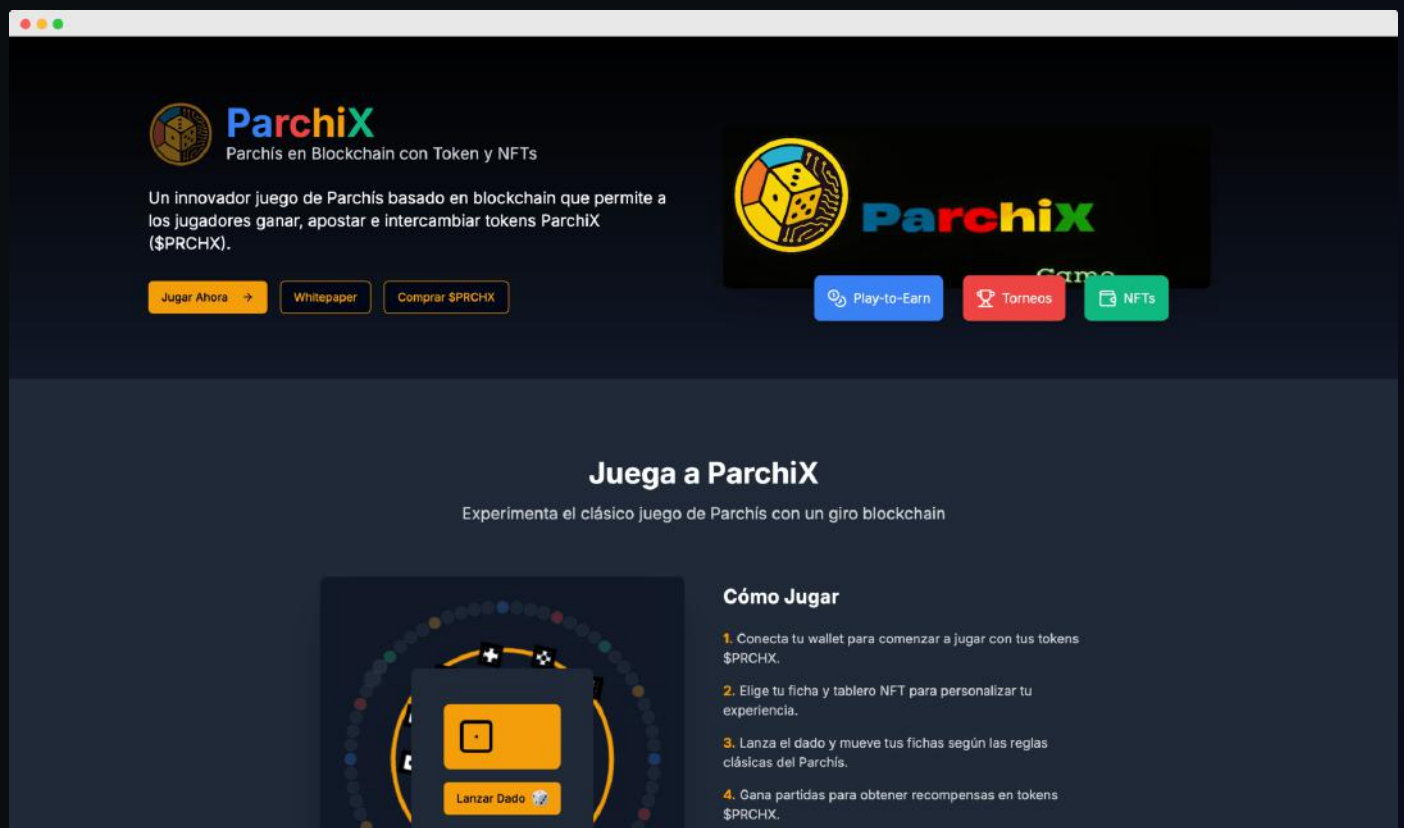 ParchiX
Parchís en Blockchain con Token y NFTs
Un innovador juego de Parchís basado en blockchain que permite a
los jugadores ganar, apostar e intercambiar tokens ParchiX
($PRCHX).
Jugar Ahora →
Whitepaper
Comprar $PRCHX
ParchiX
Game
Play-to-Earn
Torneos
NFTs
Juega a ParchiX
Experimenta el clásico juego de Parchís con un giro blockchain
Lanzar Dado
Cómo Jugar
1. Conecta tu wallet para comenzar a jugar con tus tokens
$PRCHX.
2. Elige tu ficha y tablero NFT para personalizar tu
experiencia.
3. Lanza el dado y mueve tus fichas según las reglas
clásicas del Parchís.
4. Gana partidas para obtener recompensas en tokens
$PRCHX.